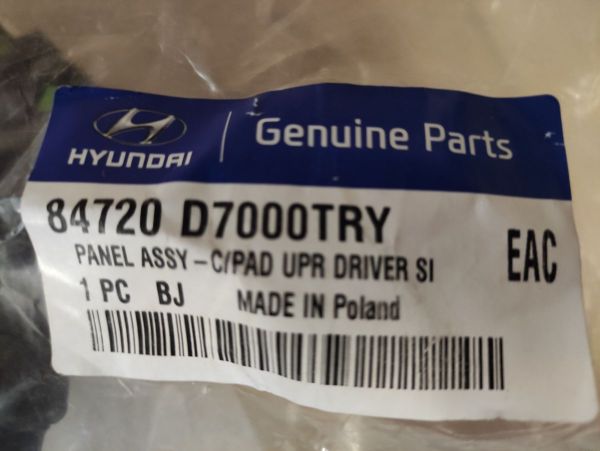 HYUNDAI
Genuine Parts
84720 D7000TRY
PANEL ASSY-C/PAD UPR DRIVER SI
EAC
1 PC BJ MADE IN Poland